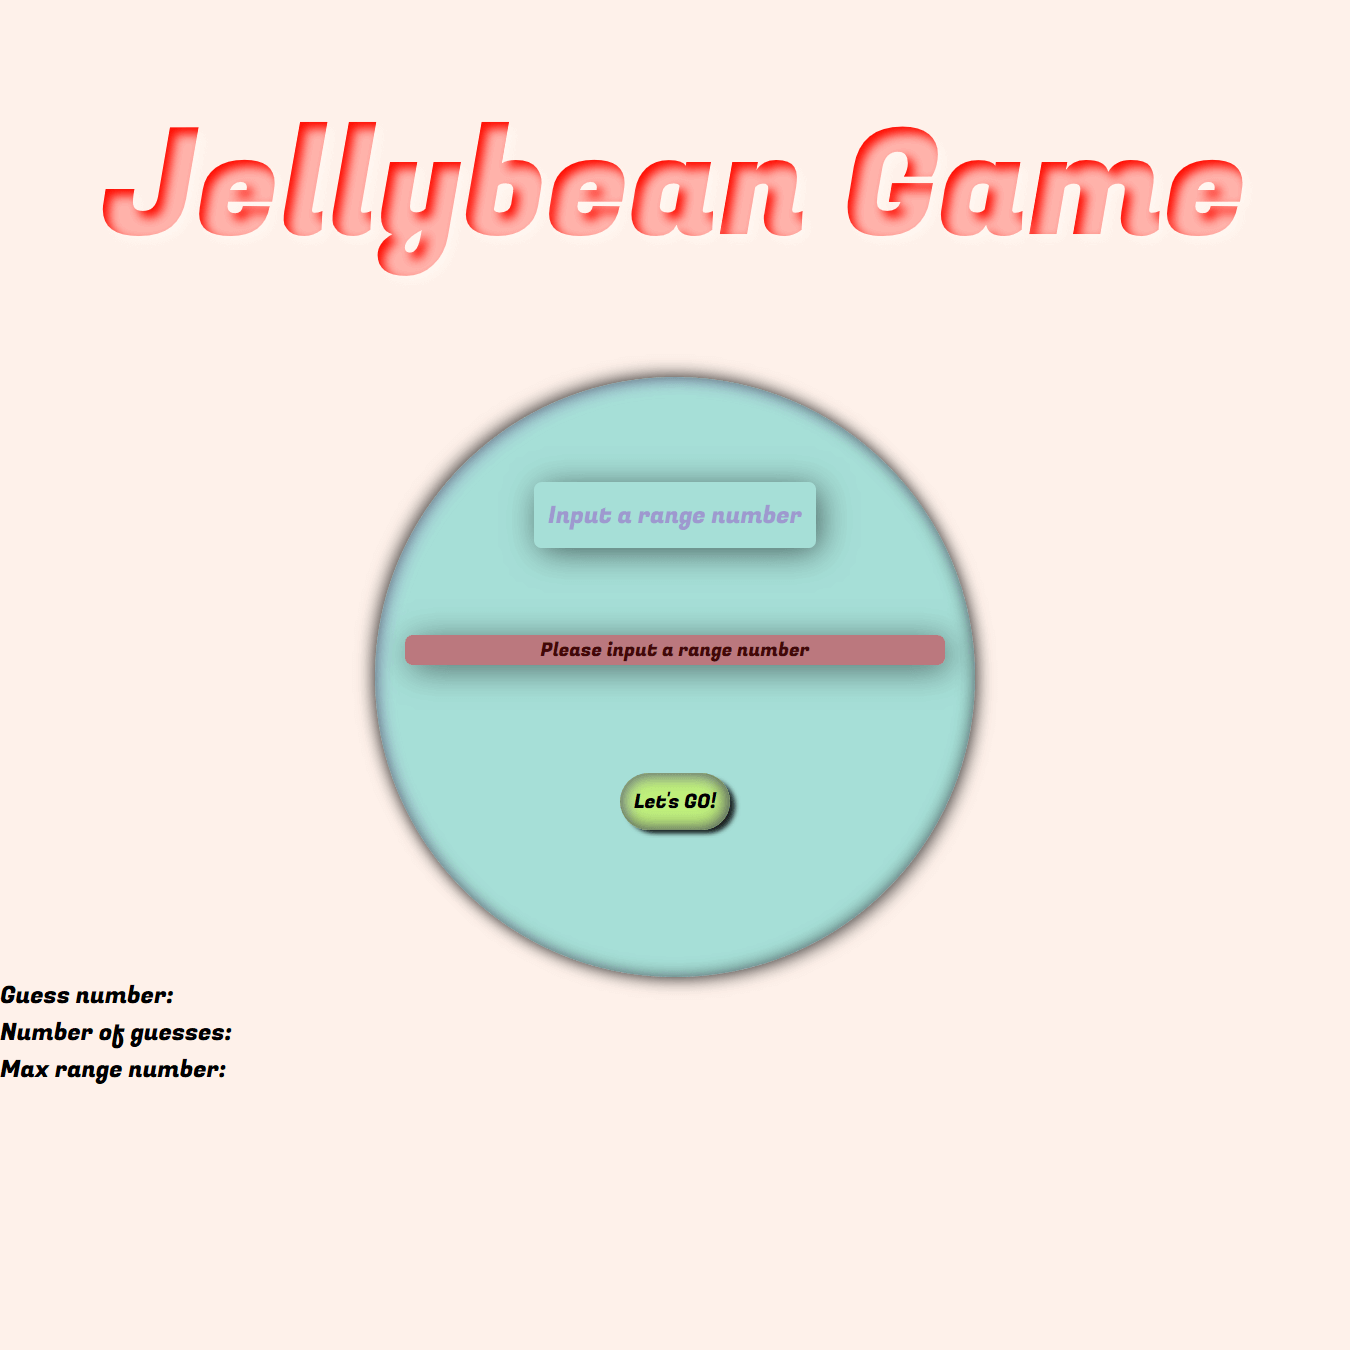 Jellybean Game
Input a range number
Please input a range number
Let's GO!
Guess number:
Number of guesses:
Max range number: